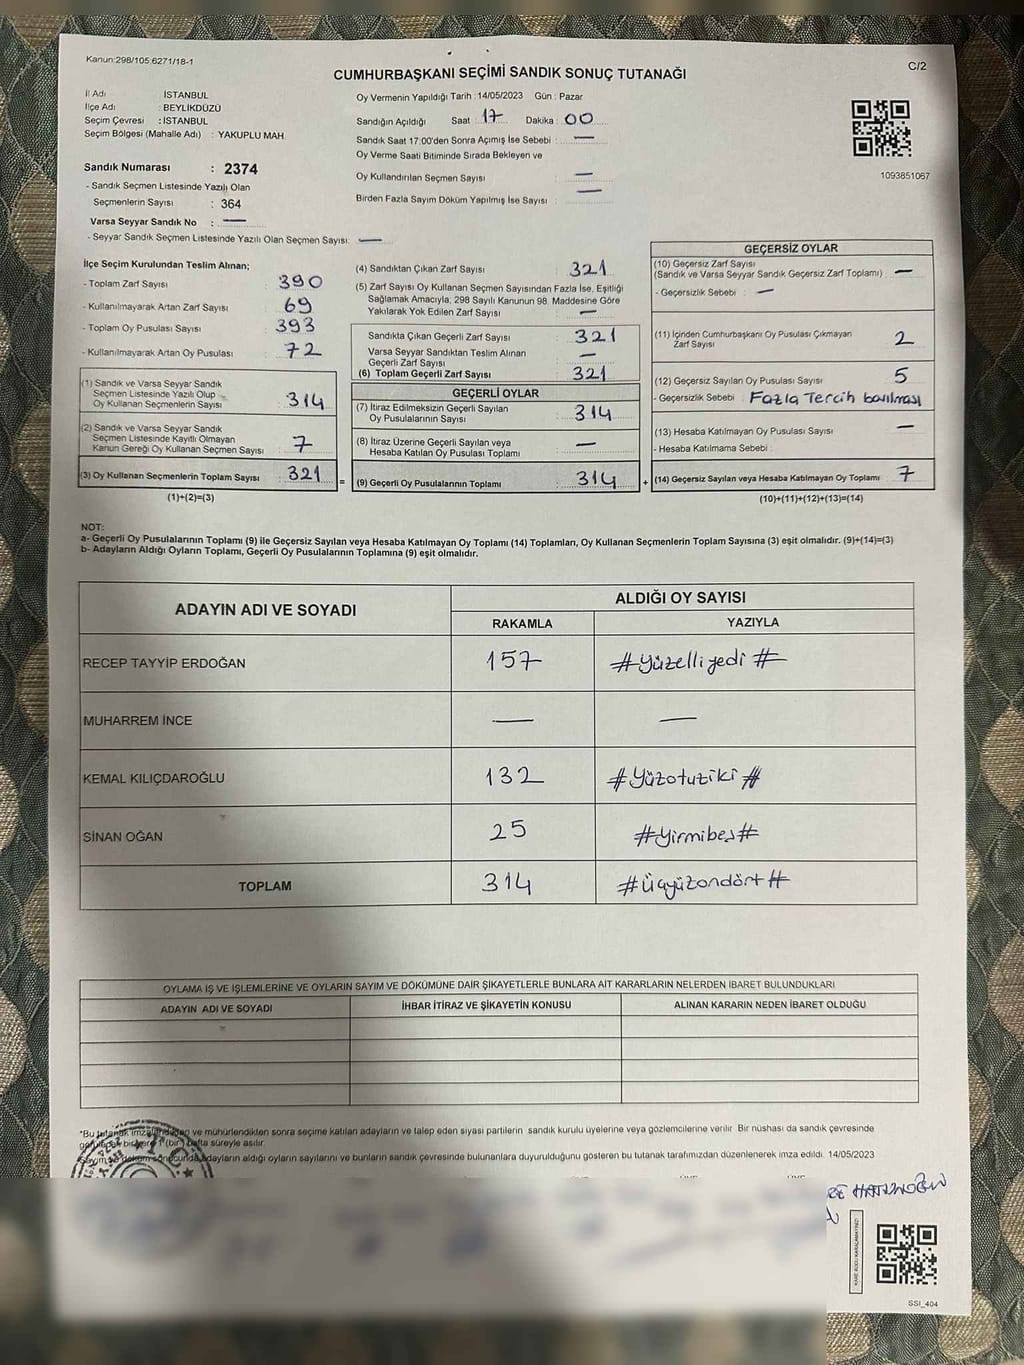 Kanun:298/105:6271/18-1
CUMHURBAŞKANI SEÇİMİ SANDIK SONUÇ TUTANAĞI
C/2
İl Adı İSTANBUL
İlçe Adı : BEYLİKDÜZÜ
Seçim Çevresi : İSTANBUL
Seçim Bölgesi (Mahalle Adı) : YAKUPLU MAH
Sandık Numarası : 2374
- Sandık Seçmen Listesinde Yazılı Olan
Seçmenlerin Sayısı : 364
Varsa Seyyar Sandık No : —
- Seyyar Sandık Seçmen Listesinde Yazılı Olan Seçmen Sayısı: —
Oy Vermenin Yapıldığı Tarih : 14/05/2023 Gün : Pazar
Sandığın Açıldığı Saat : 17 Dakika : 00
Sandık Saat 17:00'den Sonra Açımış İse Sebebi : —
Oy Verme Saati Bitiminde Sırada Bekleyen ve
Oy Kullandırılan Seçmen Sayısı : —
Birden Fazla Sayım Döküm Yapılmış İse Sayısı : —
1093851067
İlçe Seçim Kurulundan Teslim Alınan;
- Toplam Zarf Sayısı : 390
- Kullanılmayarak Artan Zarf Sayısı : 69
- Toplam Oy Pusulası Sayısı : 393
- Kullanılmayarak Artan Oy Pusulası : 72
(1) Sandık ve Varsa Seyyar Sandık
Seçmen Listesinde Yazılı Olup
Oy Kullanan Seçmenlerin Sayısı : 314
(2) Sandık ve Varsa Seyyar Sandık
Seçmen Listesinde Kayıtlı Olmayan
Kanun Gereği Oy Kullanan Seçmen Sayısı : 7
(3) Oy Kullanan Seçmenlerin Toplam Sayısı : 321
(1)+(2)=(3)
(4) Sandıktan Çıkan Zarf Sayısı : 321
(5) Zarf Sayısı Oy Kullanan Seçmen Sayısından Fazla İse, Eşitliği
Sağlamak Amacıyla, 298 Sayılı Kanunun 98. Maddesine Göre
Yakılarak Yok Edilen Zarf Sayısı : —
Sandıkta Çıkan Geçerli Zarf Sayısı : 321
Varsa Seyyar Sandıktan Teslim Alınan
Geçerli Zarf Sayısı : —
(6) Toplam Geçerli Zarf Sayısı : 321
GEÇERLİ OYLAR
(7) İtiraz Edilmeksizin Geçerli Sayılan
Oy Pusulasının Sayısı : 314
(8) İtiraz Üzerine Geçerli Sayılan veya
Hesaba Katılan Oy Pusulası Toplamı : —
= (9) Geçerli Oy Pusulalarının Toplamı : 314
GEÇERSİZ OYLAR
(10) Geçersiz Zarf Sayısı
(Sandık ve Varsa Seyyar Sandık Geçersiz Zarf Toplamı) : —
- Geçersizlik Sebebi : —
(11) İçinden Cumhurbaşkanı Oy Pusulası Çıkmayan
Zarf Sayısı : 2
(12) Geçersiz Sayılan Oy Pusulası Sayısı : 5
- Geçersizlik Sebebi : Fazla Tercih basılması
(13) Hesaba Katılmayan Oy Pusulası Sayısı : —
- Hesaba Katılmama Sebebi :
+ (14) Geçersiz Sayılan veya Hesaba Katılmayan Oy Toplamı : 7
(10)+(11)+(12)+(13)=(14)
NOT:
a- Geçerli Oy Pusulalarının Toplamı (9) ile Geçersiz Sayılan veya Hesaba Katılmayan Oy Toplamı (14) Toplamları, Oy Kullanan Seçmenlerin Toplam Sayısına (3) eşit olmalıdır. (9)+(14)=(3)
b- Adayların Aldığı Oyların Toplamı, Geçerli Oy Pusulalarının Toplamına (9) eşit olmalıdır.
ADAYIN ADI VE SOYADI
ALDIĞI OY SAYISI
RAKAMLA YAZIYLA
RECEP TAYYİP ERDOĞAN 157 #Yüzelliyedi#
MUHARREM İNCE — —
KEMAL KILIÇDAROĞLU 132 #Yüzotuziki#
SİNAN OĞAN 25 #Yirmibeş#
TOPLAM 314 #Üçyüzondört#
OYLAMA İŞ VE İŞLEMLERİNE VE OYLARIN SAYIM VE DÖKÜMÜNE DAİR ŞİKAYETLERLE BUNLARA AİT KARARLARIN NELERDEN İBARET BULUNDUKLARI
ADAYIN ADI VE SOYADI İHBAR İTİRAZ VE ŞİKAYETİN KONUSU ALINAN KARARIN NEDEN İBARET OLDUĞU
*Bu tutanak imzalandıktan ve mühürlendikten sonra seçime katılan adayların ve talep eden siyasi partilerin sandık kurulu üyelerine veya gözlemcilerine verilir. Bir nüshası da sandık çevresinde
bir (bir) hafta süreyle asılır.
Sayım ve döküm sonucunda adayların aldığı oyların sayılarını ve bunların sandık çevresinde bulunanlara duyurulduğunu gösteren bu tutanak tarafımızdan düzenlenerek imza edildi. 14/05/2023
T.C.
SSI_404